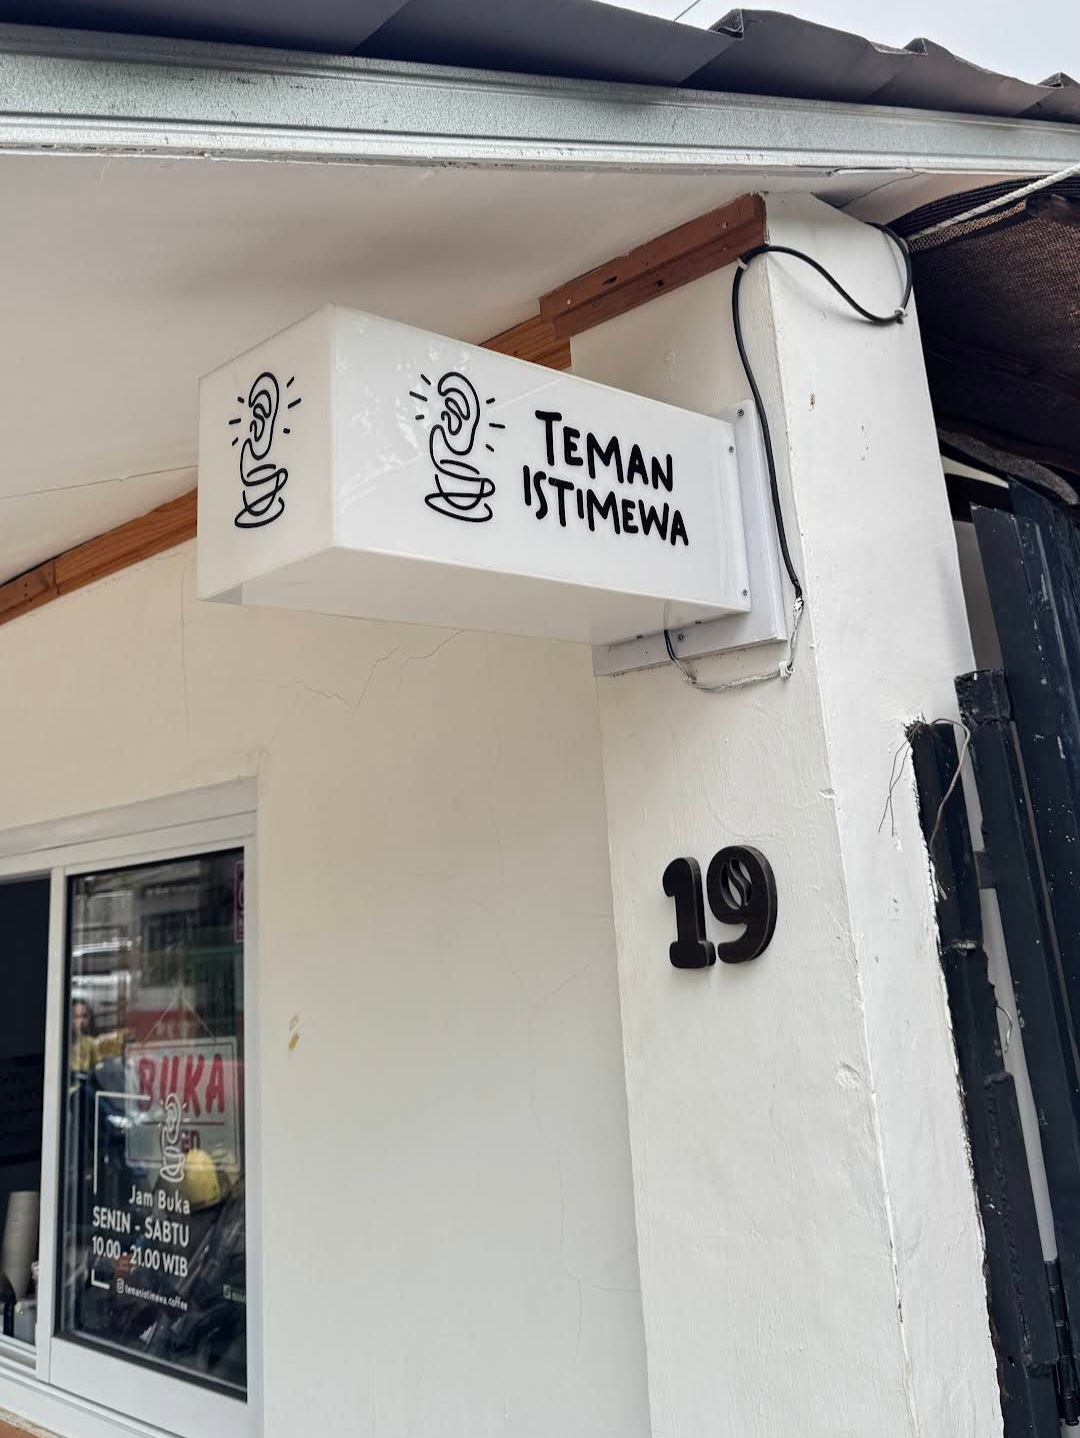 TEMAN
ISTIMEWA
19
BUKA
Jam Buka
SENIN - SABTU
10.00 - 21.00 WIB
temanistimewa.coffee